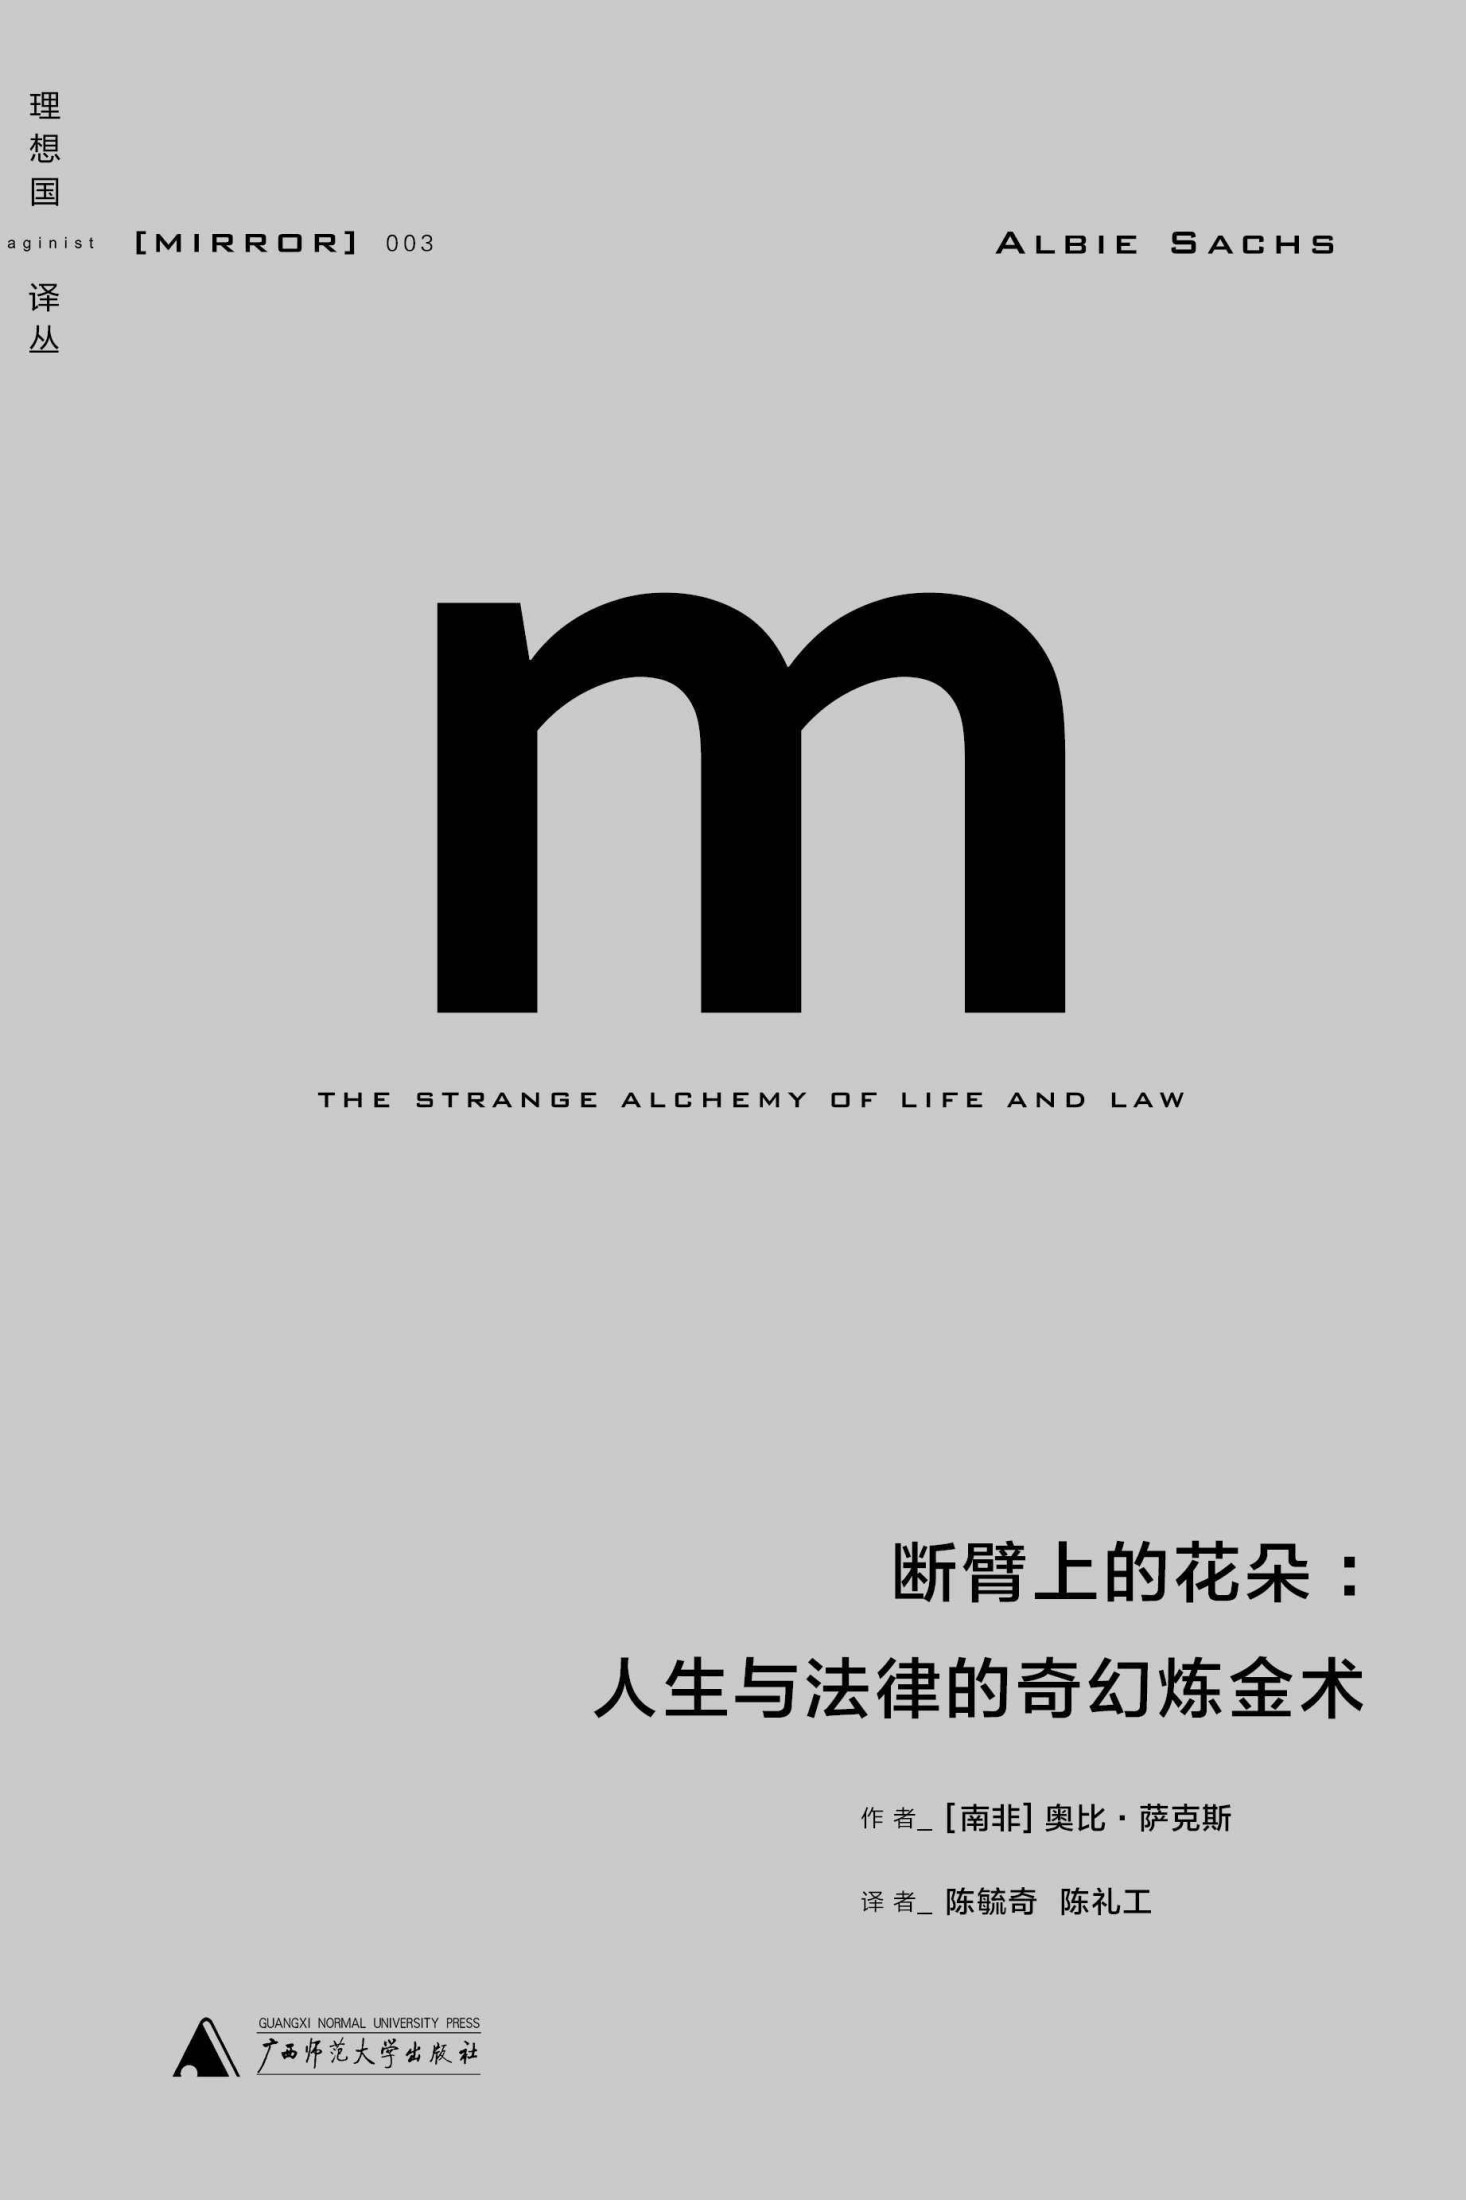 理想国
aginist
译丛
[MIRROR] 003
ALBIE SACHS
m
THE STRANGE ALCHEMY OF LIFE AND LAW
断臂上的花朵：
人生与法律的奇幻炼金术
作者_ [南非] 奥比·萨克斯
译者_ 陈毓奇 陈礼工
GUANGXI NORMAL UNIVERSITY PRESS
广西师范大学出版社